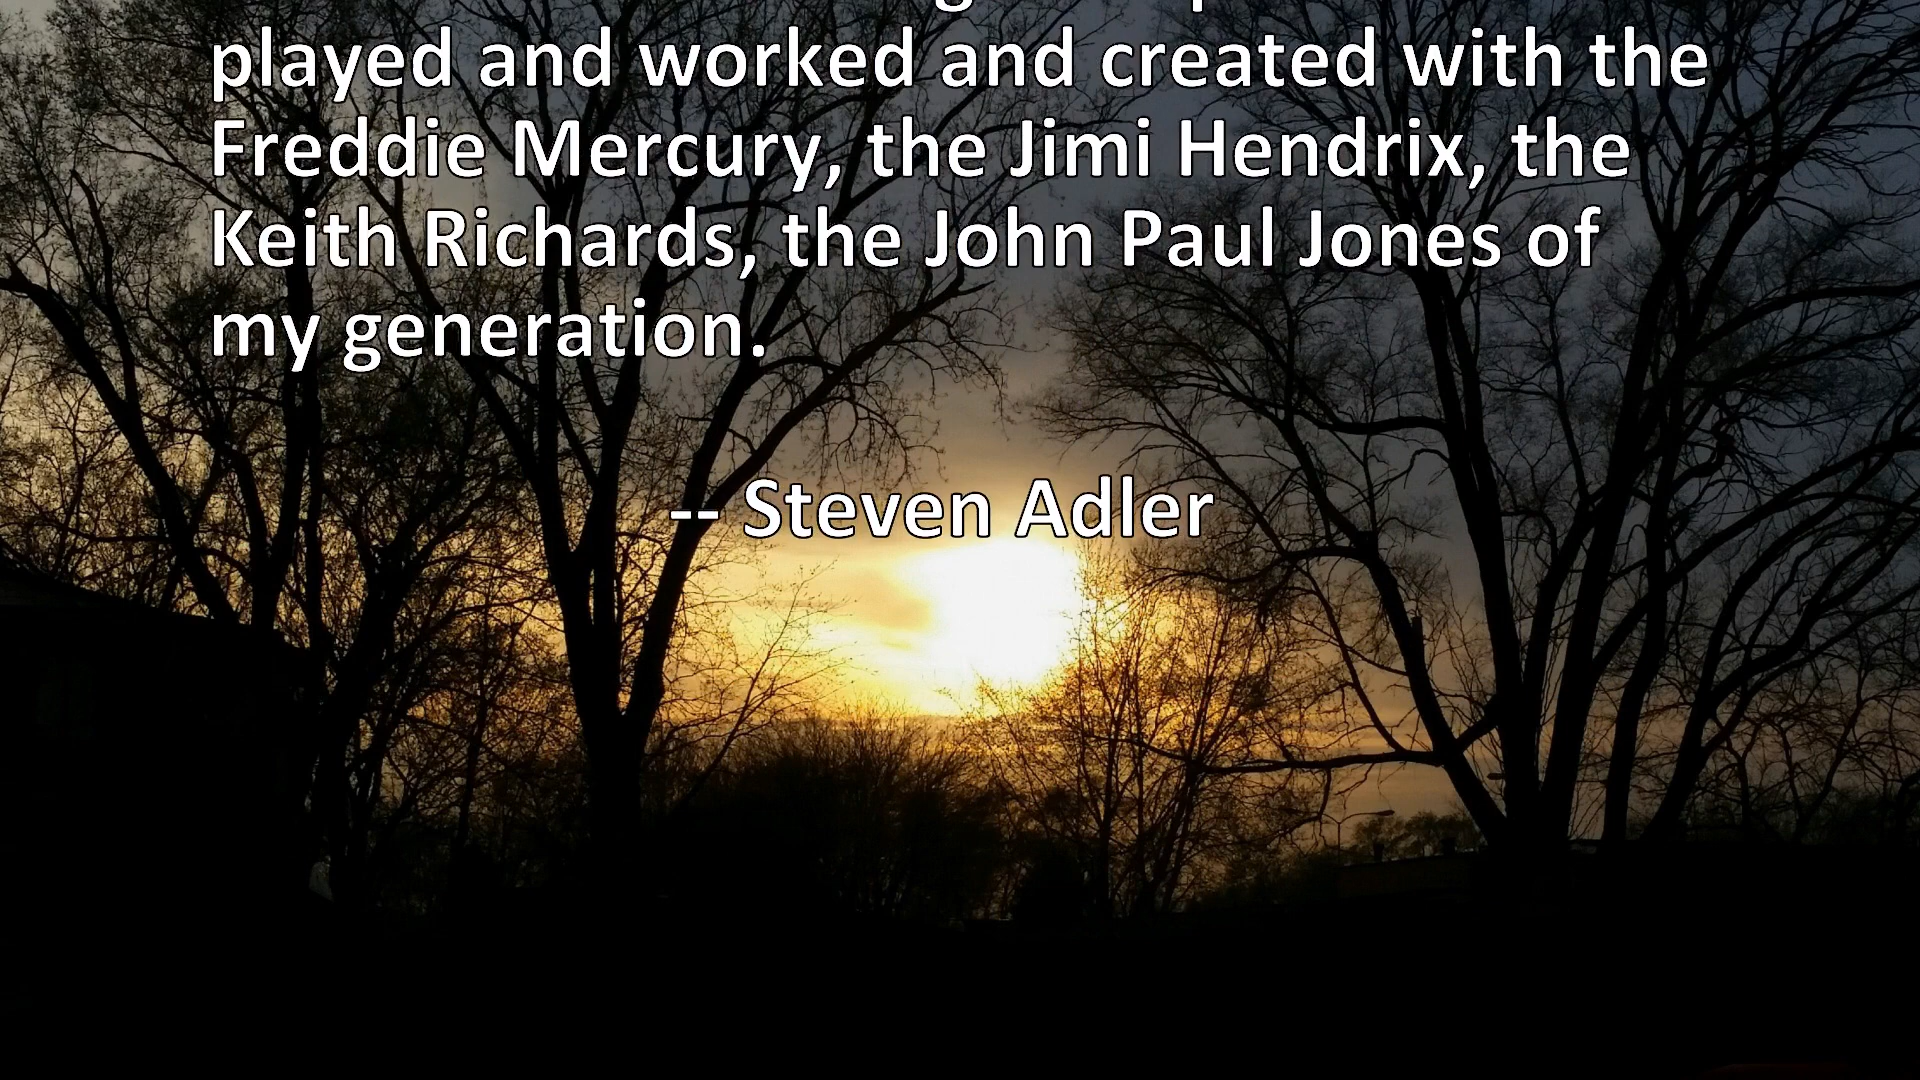 played and worked and created with the
Freddie Mercury, the Jimi Hendrix, the
Keith Richards, the John Paul Jones of
my generation.
-- Steven Adler